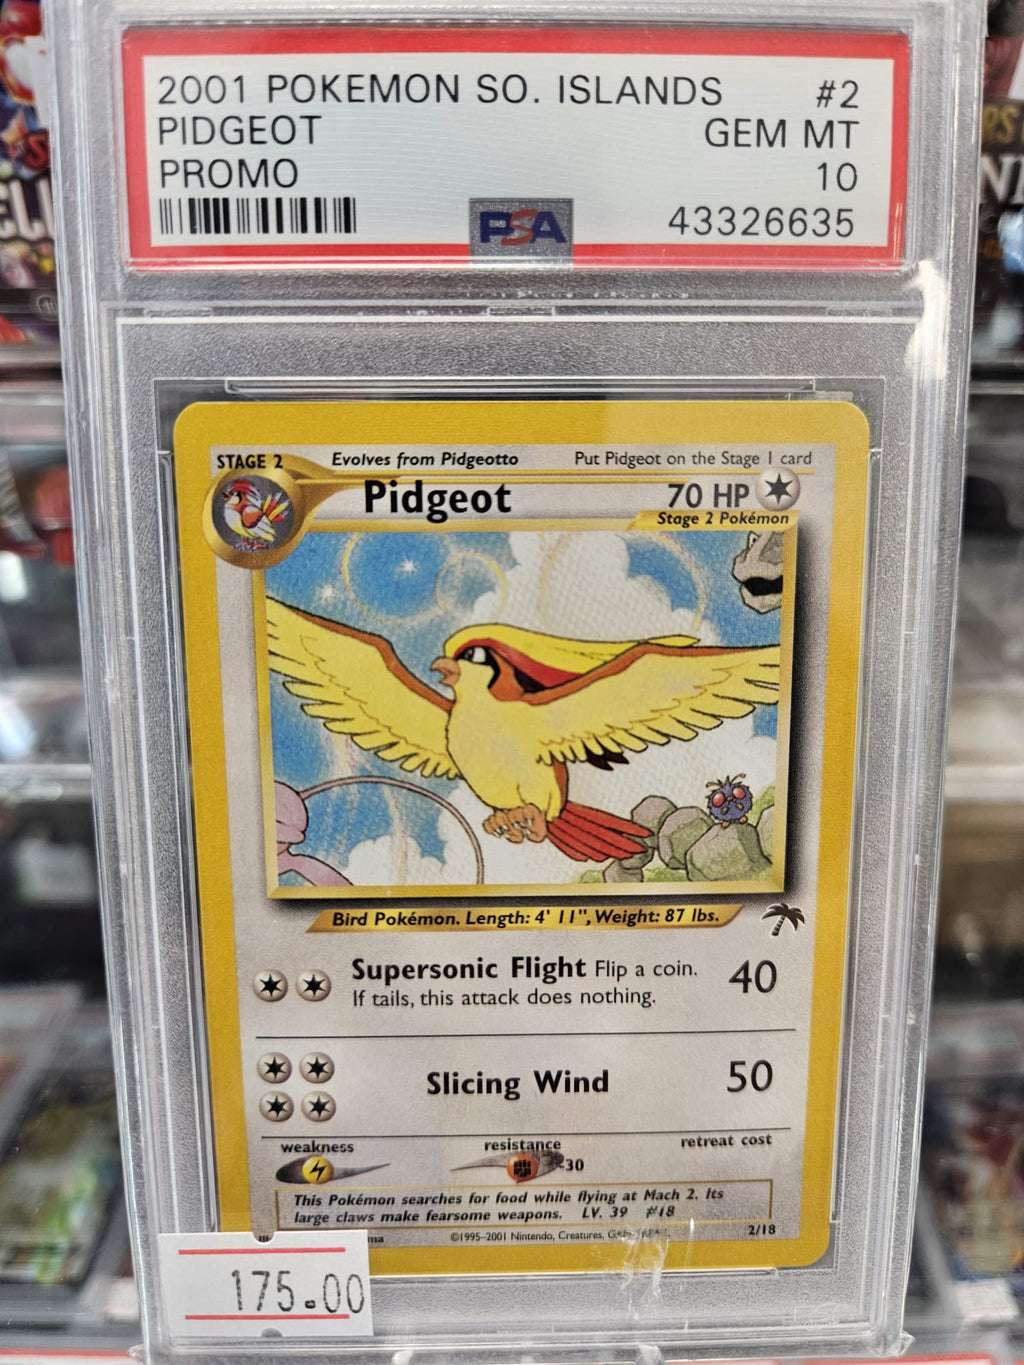 2001 POKEMON SO. ISLANDS #2
PIDGEOT GEM MT
PROMO 10
43326635
PSA
STAGE 2 Evolves from Pidgeotto Put Pidgeot on the Stage 1 card
Pidgeot 70 HP
Stage 2 Pokémon
Bird Pokémon. Length: 4' 11", Weight: 87 lbs.
Supersonic Flight Flip a coin. 40
If tails, this attack does nothing.
Slicing Wind 50
weakness resistance retreat cost
-30
This Pokémon searches for food while flying at Mach 2. Its
large claws make fearsome weapons. LV. 39 #18
©1995-2001 Nintendo, Creatures, 2/18
175.00